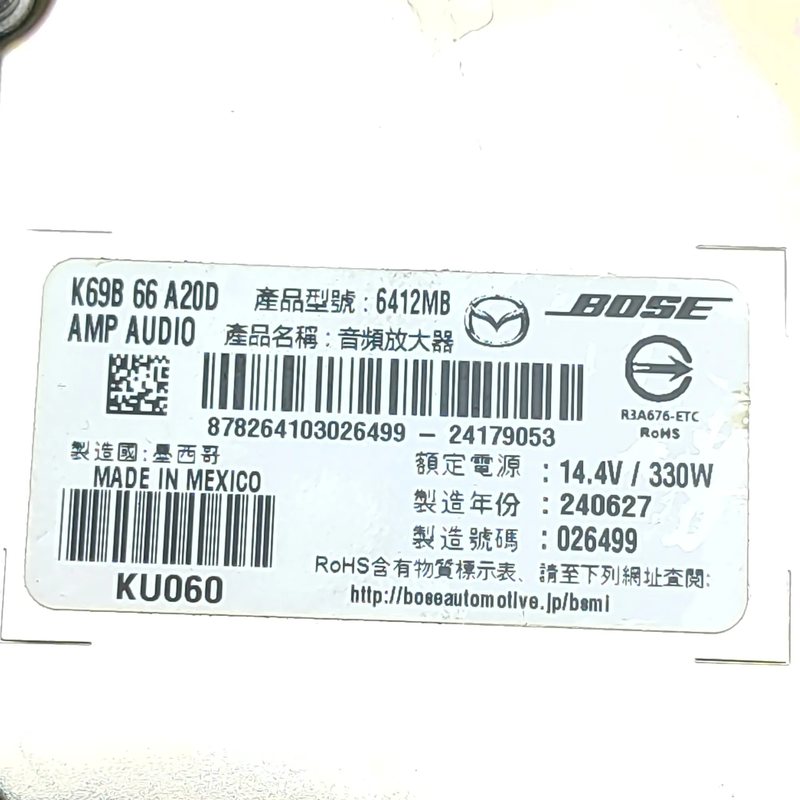 K69B 66 A20D 產品型號:6412MB BOSE
AMP AUDIO 產品名稱:音頻放大器
R3A676-ETC
RoHS
878264103026499 - 24179053
製造國:墨西哥
MADE IN MEXICO
額定電源 : 14.4V / 330W
製造年份 : 240627
製造號碼 : 026499
KU060
RoHS含有物質標示表、請至下列網址查閱:
http://boseautomotive.jp/bsmi